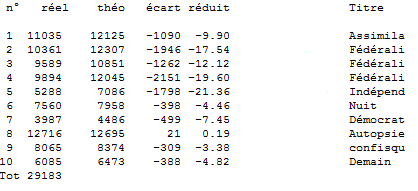 n° réel théo écart réduit Titre
1 11035 12125 -1090 -9.90 Assimila
2 10361 12307 -1946 -17.54 Fédérali
3 9589 10851 -1262 -12.12 Fédérali
4 9894 12045 -2151 -19.60 Fédérali
5 5288 7086 -1798 -21.36 Indépend
6 7560 7958 -398 -4.46 Nuit
7 3987 4486 -499 -7.45 Démocrat
8 12716 12695 21 0.19 Autopsie
9 8065 8374 -309 -3.38 confisqu
10 6085 6473 -388 -4.82 Demain
Tot 29183